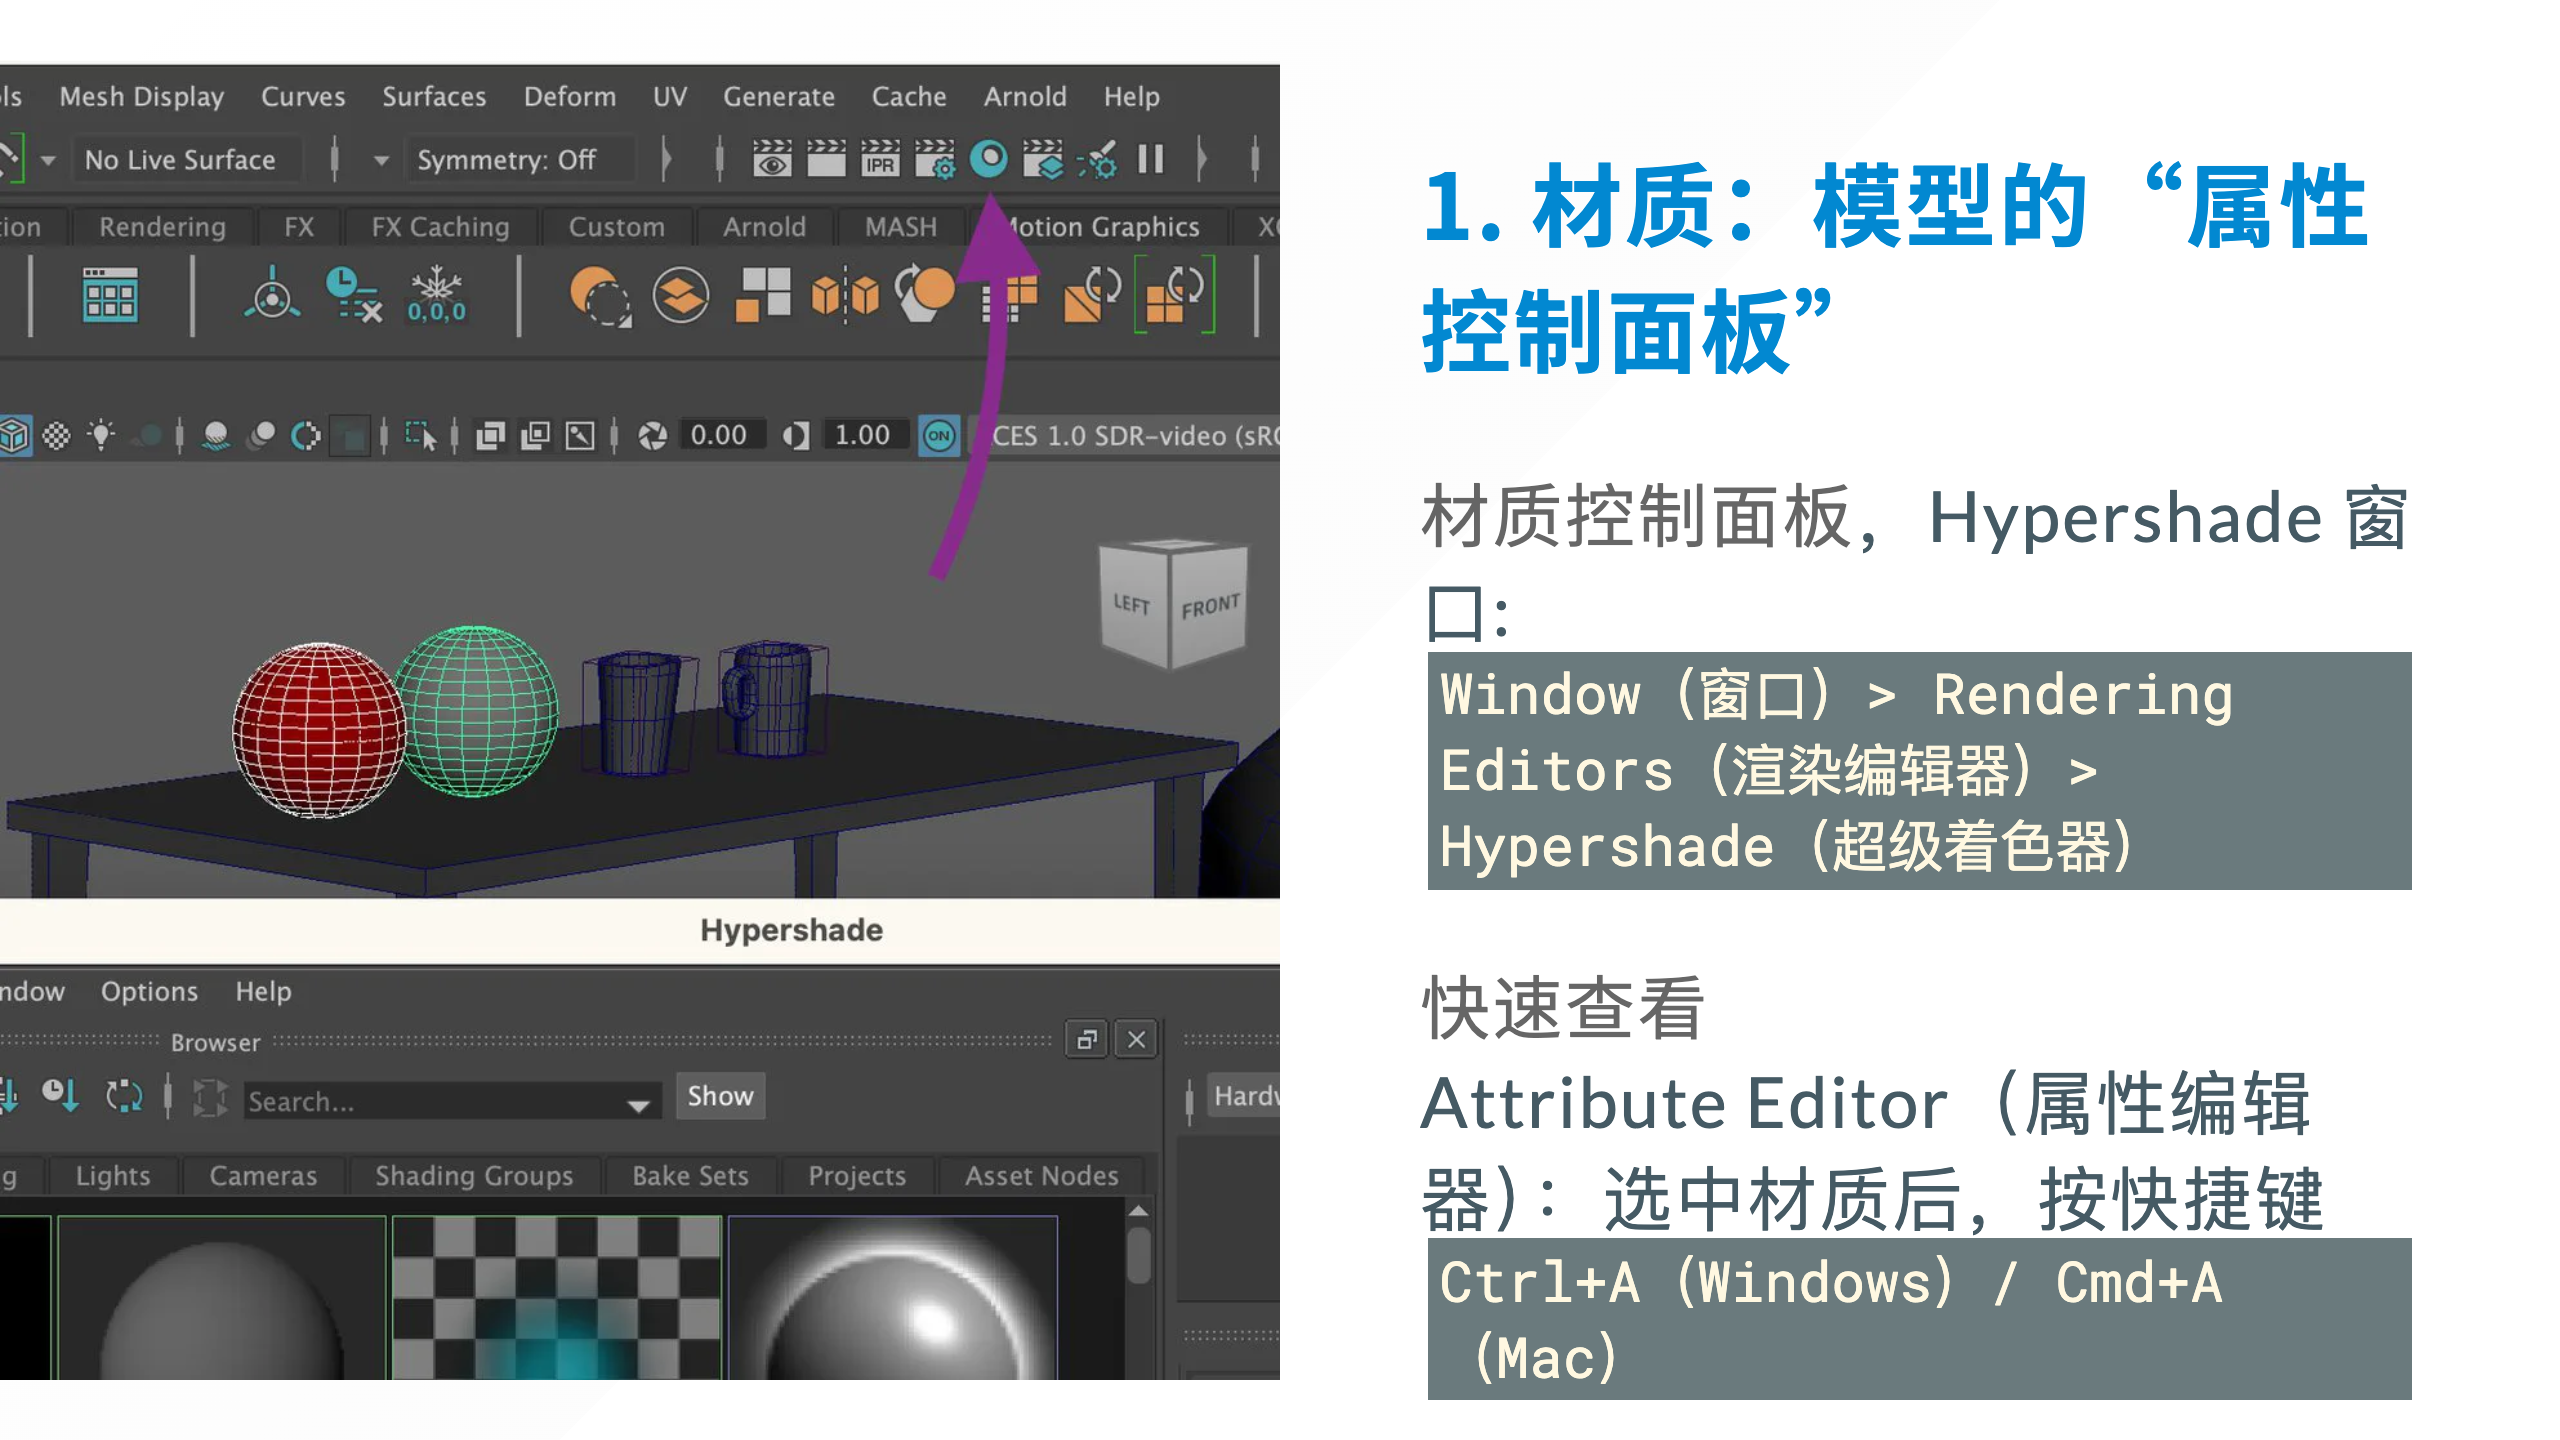 Mesh Display Curves Surfaces Deform UV Generate Cache Arnold Help
No Live Surface Symmetry: Off IPR
Rendering FX FX Caching Custom Arnold MASH Motion Graphics
0,0,0
0.00 1.00 ON CES 1.0 SDR-video (sRG
LEFT FRONT
Hypershade
ndow Options Help
Browser
Search... Show Hardw
g Lights Cameras Shading Groups Bake Sets Projects Asset Nodes
1. 材质：模型的“属性
控制面板”
材质控制面板，Hypershade 窗
口：
Window（窗口）> Rendering
Editors（渲染编辑器）>
Hypershade（超级着色器）
快速查看
Attribute Editor（属性编辑
器）：选中材质后，按快捷键
Ctrl+A（Windows）/ Cmd+A
（Mac）